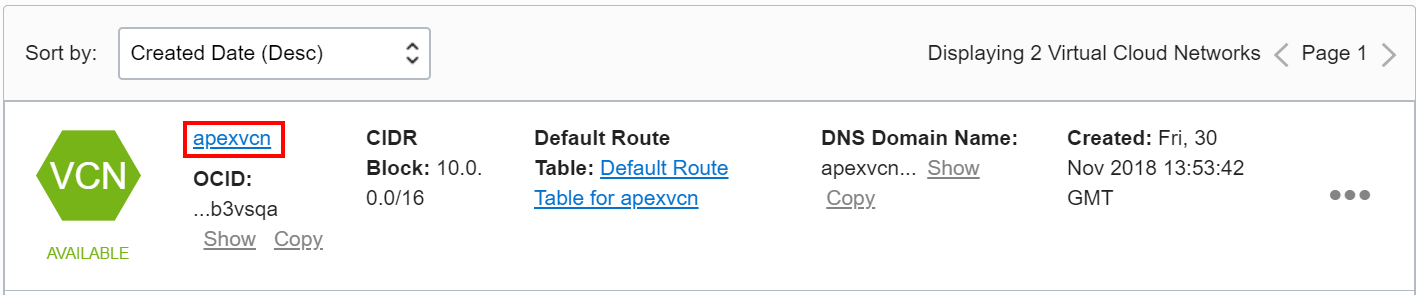 Sort by: Created Date (Desc) Displaying 2 Virtual Cloud Networks Page 1
VCN
AVAILABLE
apexvcn
OCID:
...b3vsqa
Show Copy
CIDR
Block: 10.0.
0.0/16
Default Route
Table: Default Route
Table for apexvcn
DNS Domain Name:
apexvcn... Show
Copy
Created: Fri, 30
Nov 2018 13:53:42
GMT